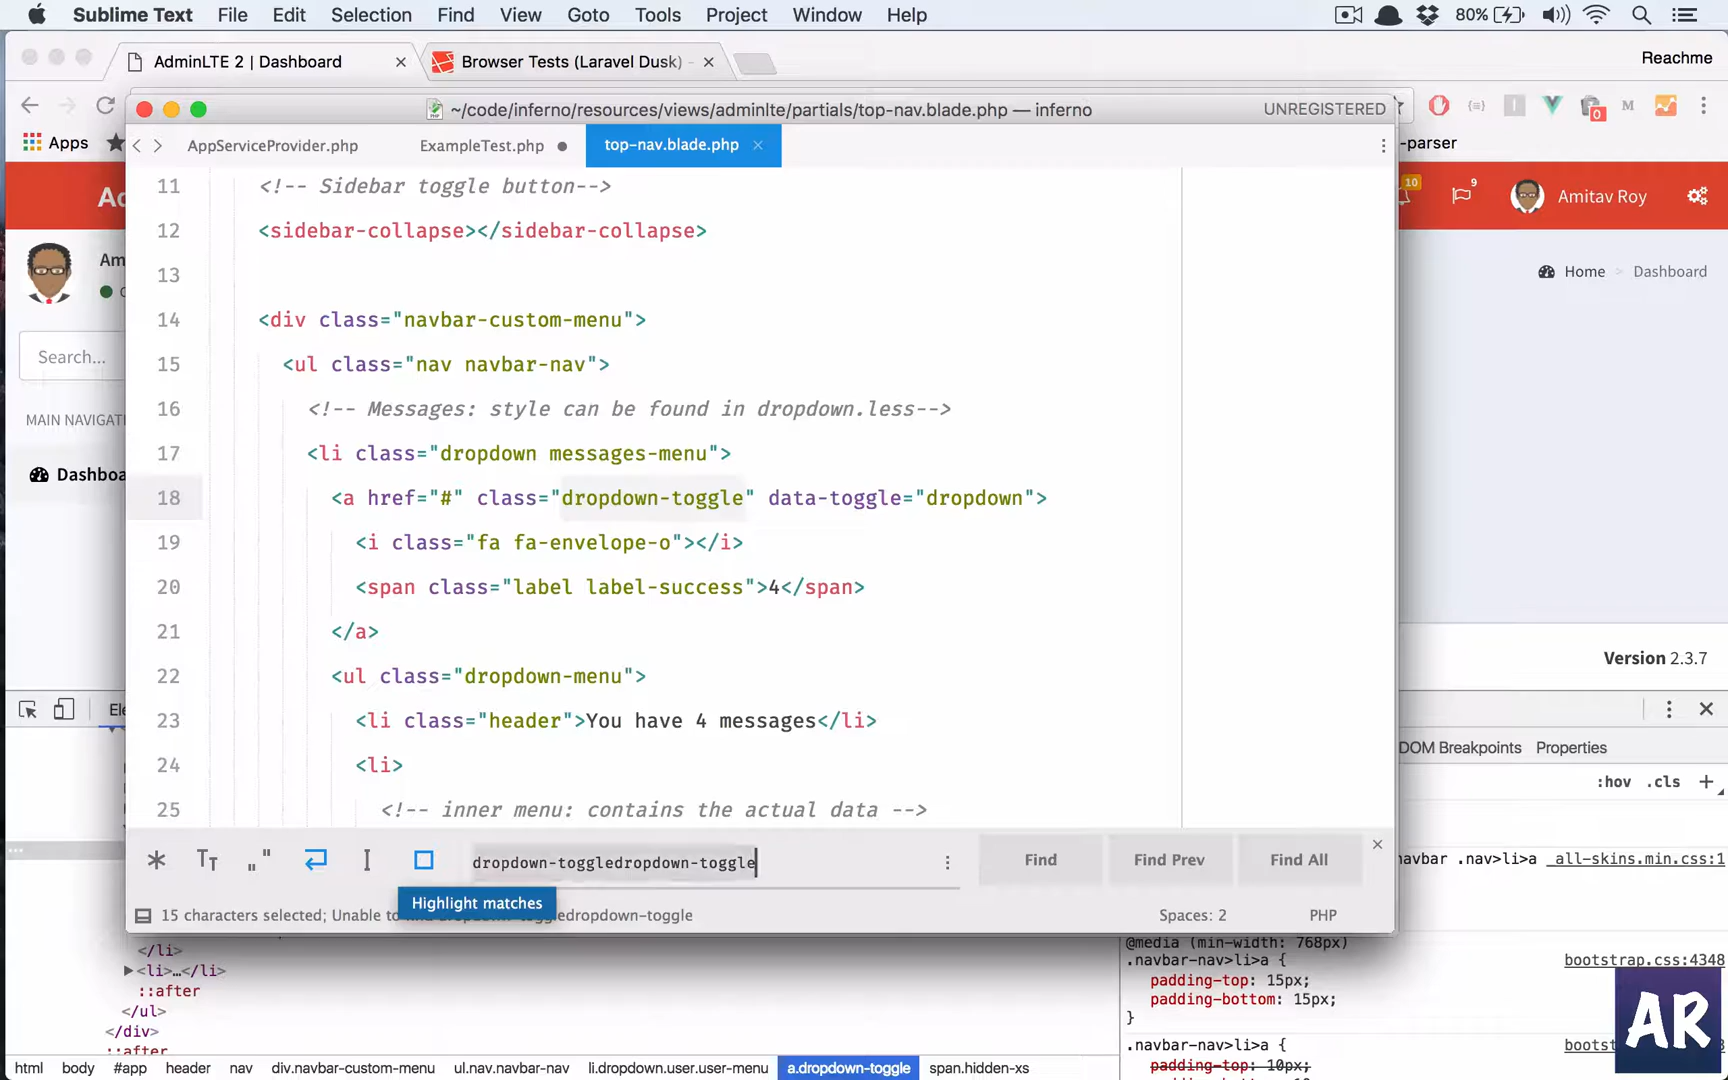 Sublime Text File Edit Selection Find View Goto Tools Project Window Help 80%
AdminLTE 2 | Dashboard Browser Tests (Laravel Dusk) - Reachme
~/code/inferno/resources/views/adminlte/partials/top-nav.blade.php — inferno UNREGISTERED
Apps -parser
AppServiceProvider.php ExampleTest.php top-nav.blade.php
11 <!-- Sidebar toggle button-->
12 <sidebar-collapse></sidebar-collapse>
13
14 <div class="navbar-custom-menu">
15 <ul class="nav navbar-nav">
16 <!-- Messages: style can be found in dropdown.less-->
17 <li class="dropdown messages-menu">
18 <a href="#" class="dropdown-toggle" data-toggle="dropdown">
19 <i class="fa fa-envelope-o"></i>
20 <span class="label label-success">4</span>
21 </a>
22 <ul class="dropdown-menu">
23 <li class="header">You have 4 messages</li>
24 <li>
25 <!-- inner menu: contains the actual data -->
10 9 Amitav Roy
Home > Dashboard
Search...
MAIN NAVIGAT
Dashboa
Version 2.3.7
dropdown-toggledropdown-toggle Find Find Prev Find All
Highlight matches
15 characters selected; Unable to dropdown-toggle Spaces: 2 PHP
DOM Breakpoints Properties
:hov .cls +
navbar .nav>li>a _all-skins.min.css:1
</li>
<li>…</li>
::after
</ul>
</div>
::after
@media (min-width: 768px)
.navbar-nav>li>a { bootstrap.css:4348
padding-top: 15px;
padding-bottom: 15px;
}
.navbar-nav>li>a {
padding-top: 10px;
html body #app header nav div.navbar-custom-menu ul.nav.navbar-nav li.dropdown.user.user-menu a.dropdown-toggle span.hidden-xs
AR